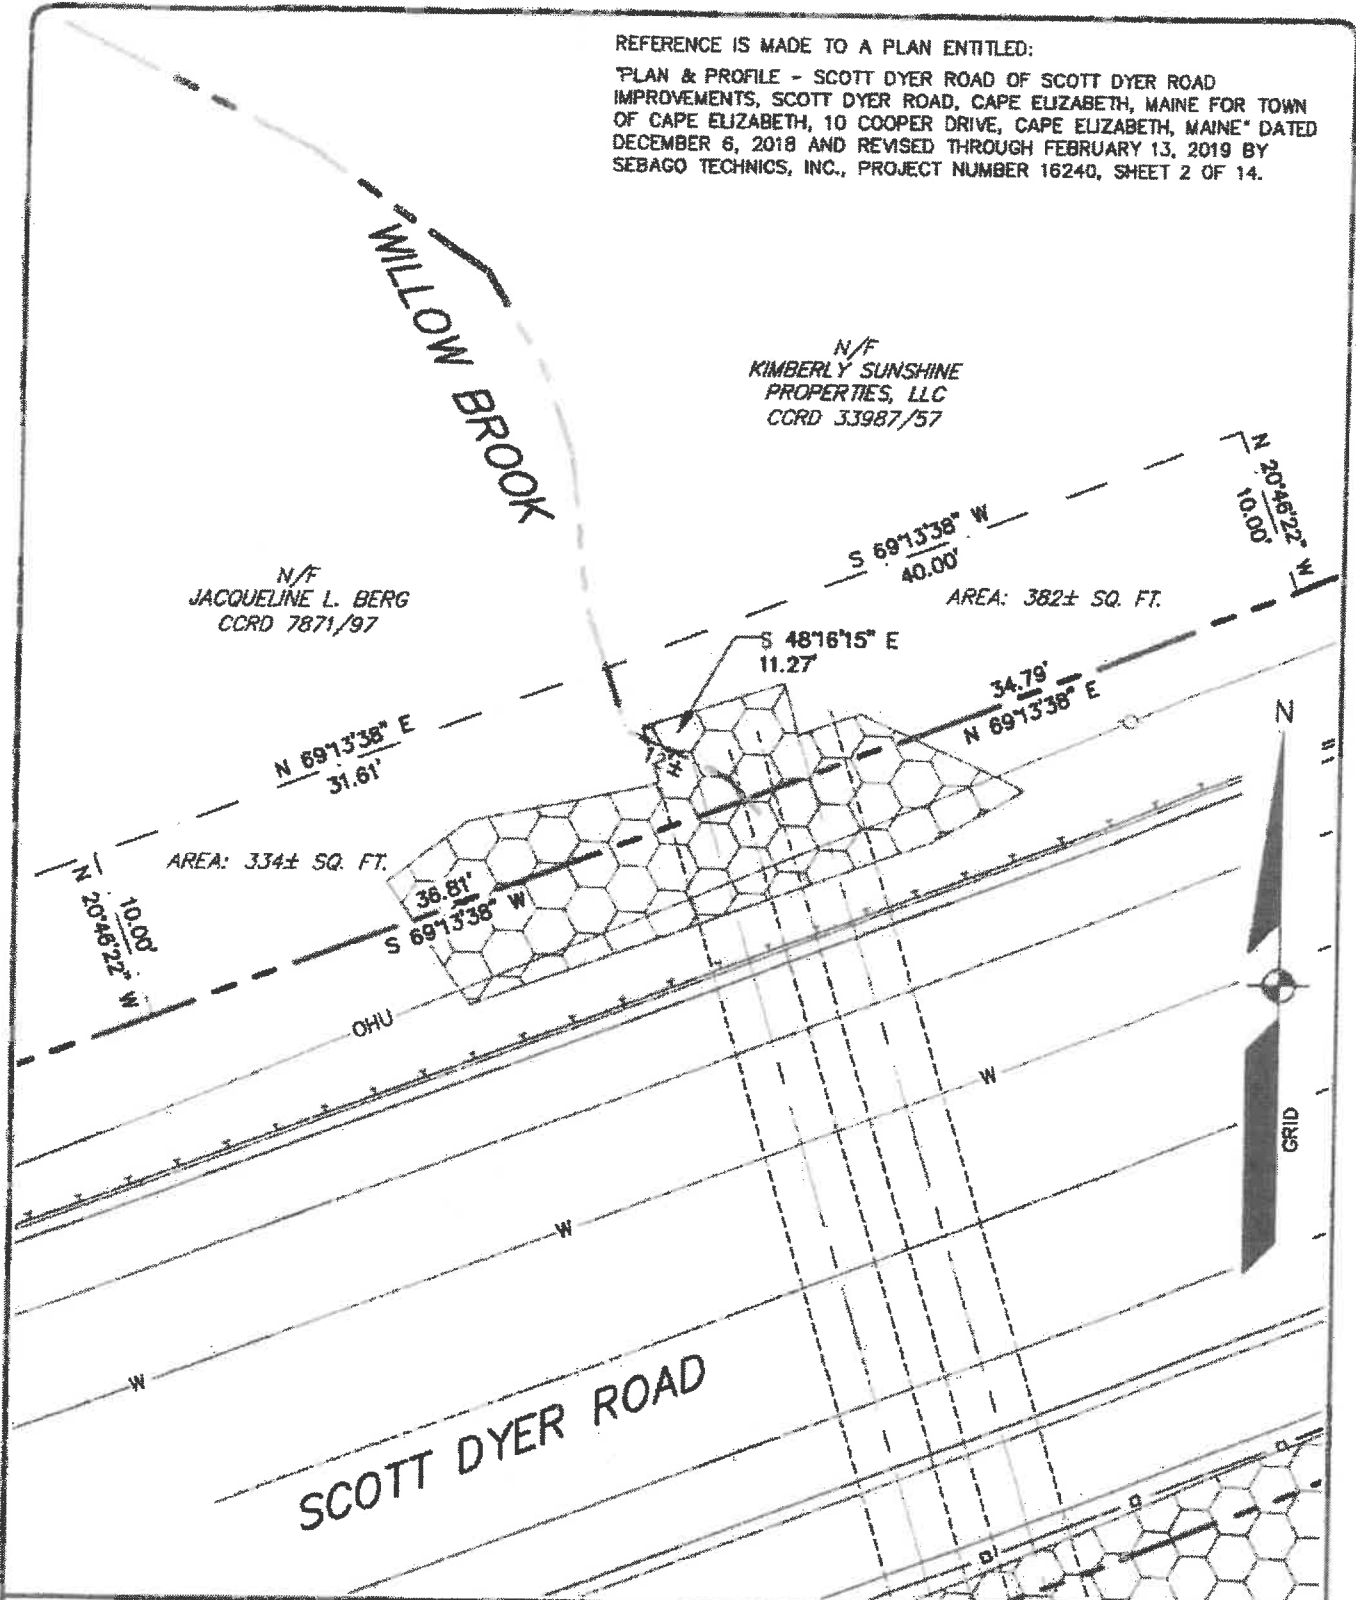 REFERENCE IS MADE TO A PLAN ENTITLED:
"PLAN & PROFILE - SCOTT DYER ROAD OF SCOTT DYER ROAD
IMPROVEMENTS, SCOTT DYER ROAD, CAPE ELIZABETH, MAINE FOR TOWN
OF CAPE ELIZABETH, 10 COOPER DRIVE, CAPE ELIZABETH, MAINE" DATED
DECEMBER 6, 2018 AND REVISED THROUGH FEBRUARY 13, 2019 BY
SEBAGO TECHNICS, INC., PROJECT NUMBER 16240, SHEET 2 OF 14.
WILLOW BROOK
N/F
KIMBERLY SUNSHINE
PROPERTIES, LLC
CCRD 33987/57
N 20°46'22" W
10.00'
S 69°13'38" W
40.00'
N/F
JACQUELINE L. BERG
CCRD 7871/97
AREA: 382± SQ. FT.
S 48°16'15" E
11.27'
34.79'
N 69°13'38" E
N 69°13'38" E
31.61'
N
AREA: 334± SQ. FT.
36.81'
S 69°13'38" W
10.00'
N 20°46'22" W
OHU
W
GRID
W
W
SCOTT DYER ROAD